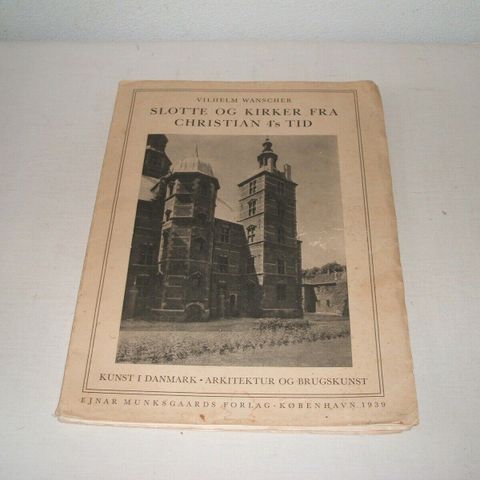 VILHELM WANSCHER
SLOTTE OG KIRKER FRA
CHRISTIAN 4's TID
KUNST I DANMARK · ARKITEKTUR OG BRUGSKUNST
EJNAR MUNKSGAARDS FORLAG · KØBENHAVN 1939